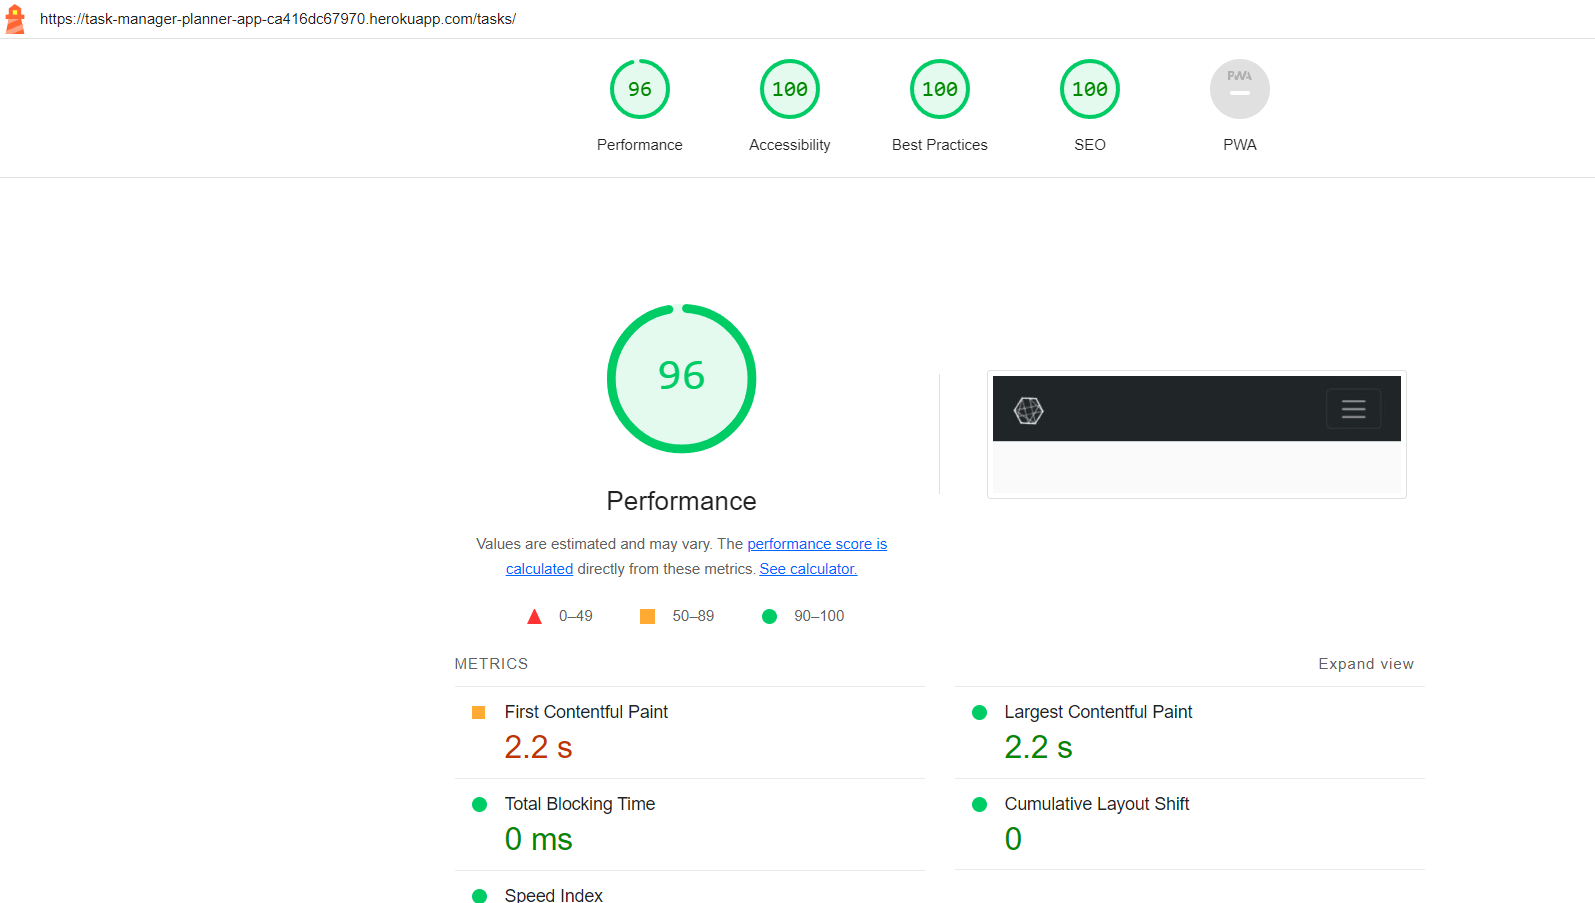 https://task-manager-planner-app-ca416dc67970.herokuapp.com/tasks/
96
100
100
100
PWA
Performance
Accessibility
Best Practices
SEO
PWA
96
Performance
Values are estimated and may vary. The performance score is
calculated directly from these metrics. See calculator.
0–49
50–89
90–100
METRICS
Expand view
First Contentful Paint
2.2 s
Largest Contentful Paint
2.2 s
Total Blocking Time
0 ms
Cumulative Layout Shift
0
Speed Index